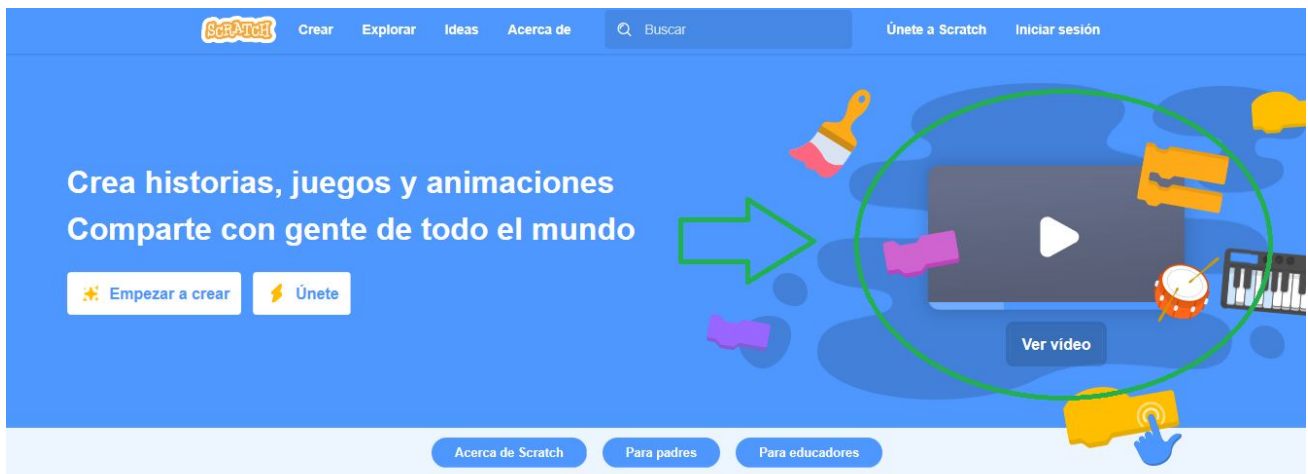 SCRATCH Crear Explorar Ideas Acerca de Buscar Únete a Scratch Iniciar sesión
Crea historias, juegos y animaciones
Comparte con gente de todo el mundo
Empezar a crear Únete
Ver vídeo
Acerca de Scratch Para padres Para educadores